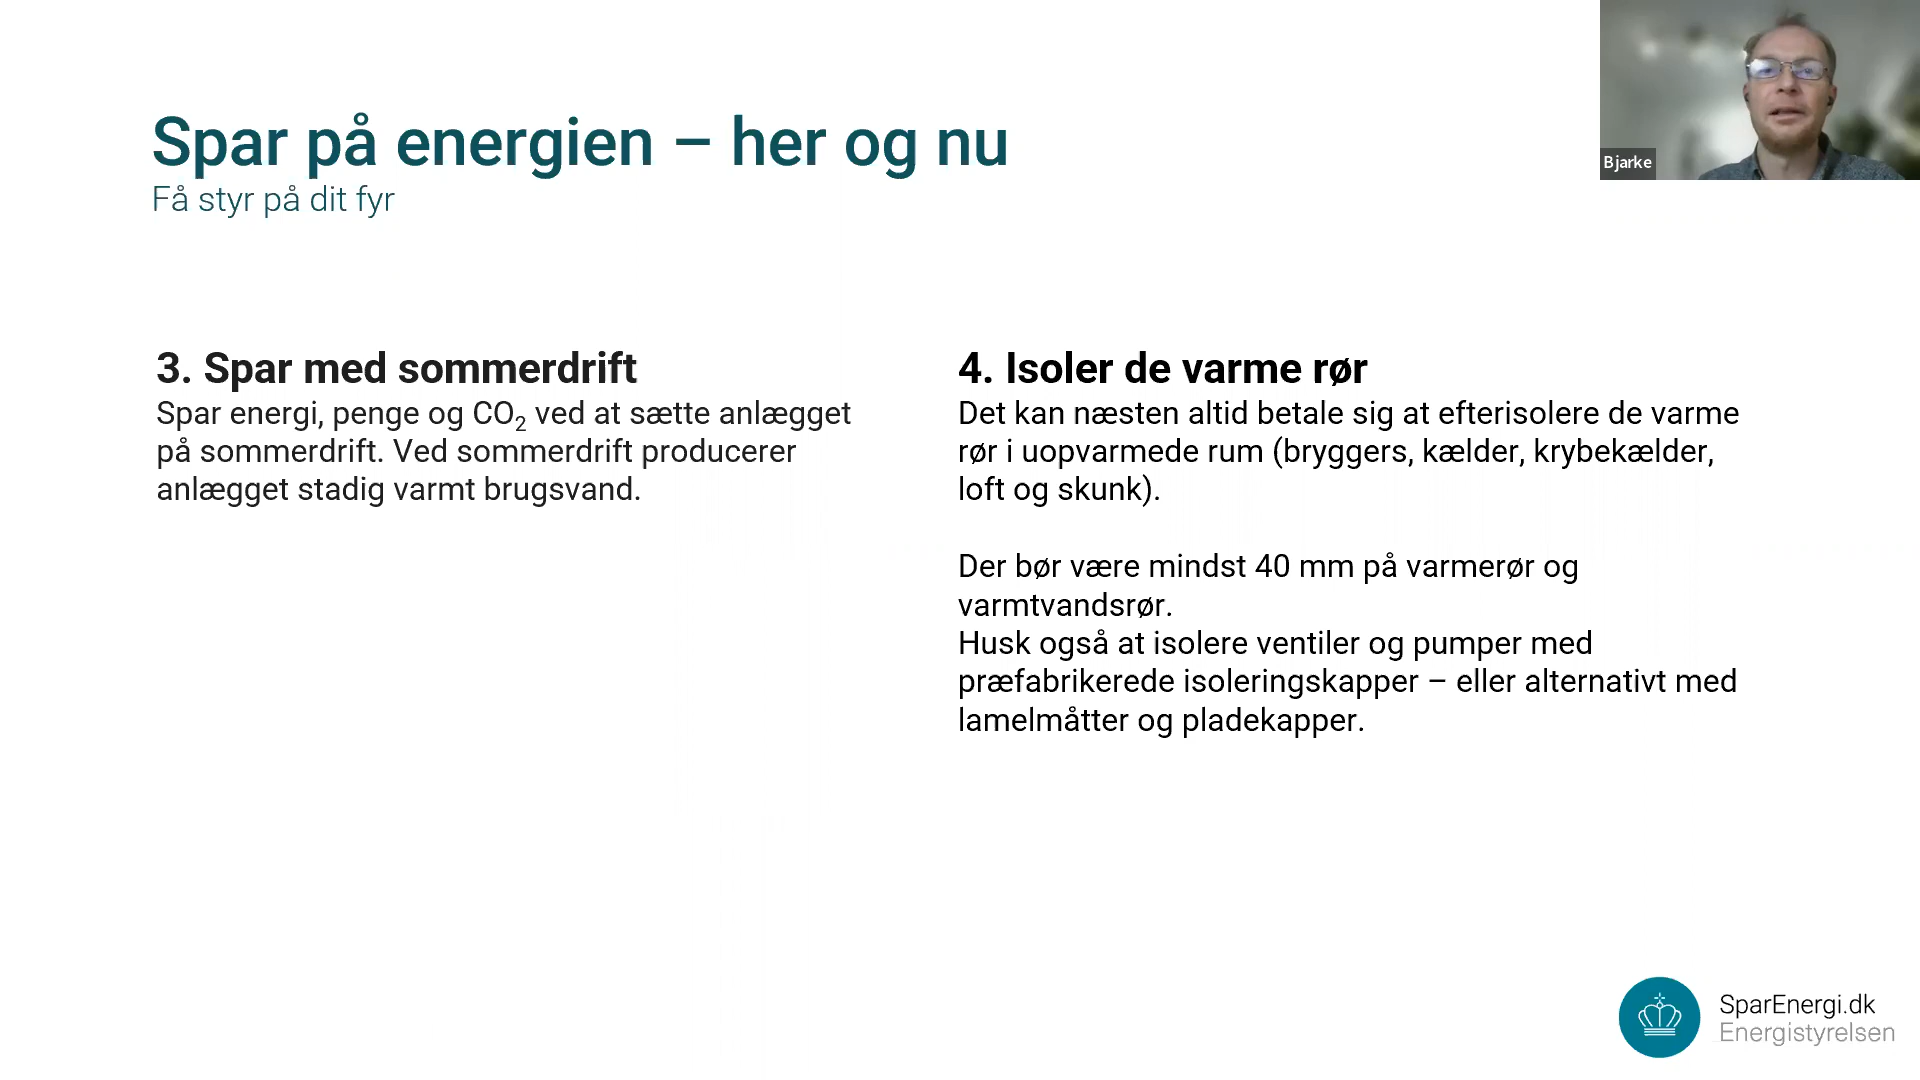 Spar på energien – her og nu
Få styr på dit fyr
Bjarke
3. Spar med sommerdrift
Spar energi, penge og CO₂ ved at sætte anlægget
på sommerdrift. Ved sommerdrift producerer
anlægget stadig varmt brugsvand.
4. Isoler de varme rør
Det kan næsten altid betale sig at efterisolere de varme
rør i uopvarmede rum (bryggers, kælder, krybekælder,
loft og skunk).
Der bør være mindst 40 mm på varmerør og
varmtvandsrør.
Husk også at isolere ventiler og pumper med
præfabrikerede isoleringskapper – eller alternativt med
lamelmåtter og pladekapper.
SparEnergi.dk
Energistyrelsen